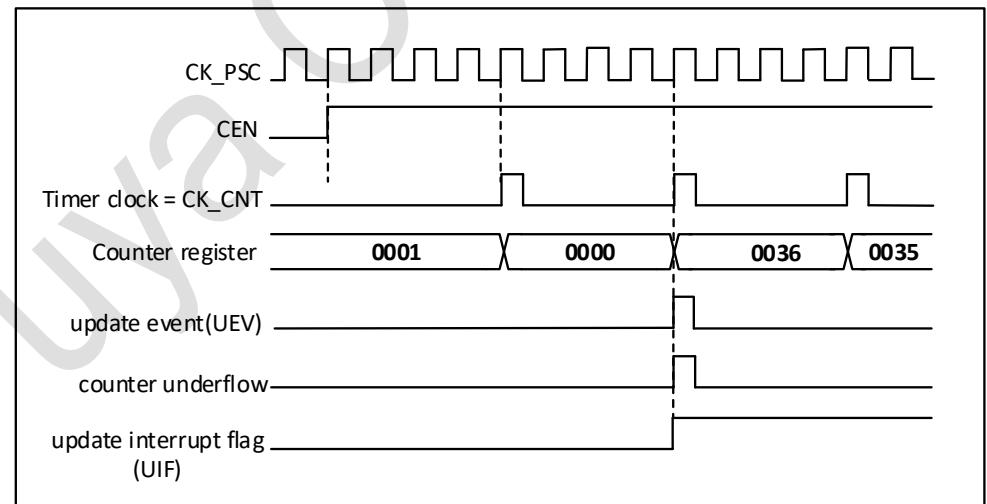 CK_PSC
CEN
Timer clock = CK_CNT
Counter register 0001 0000 0036 0035
update event(UEV)
counter underflow
update interrupt flag
(UIF)